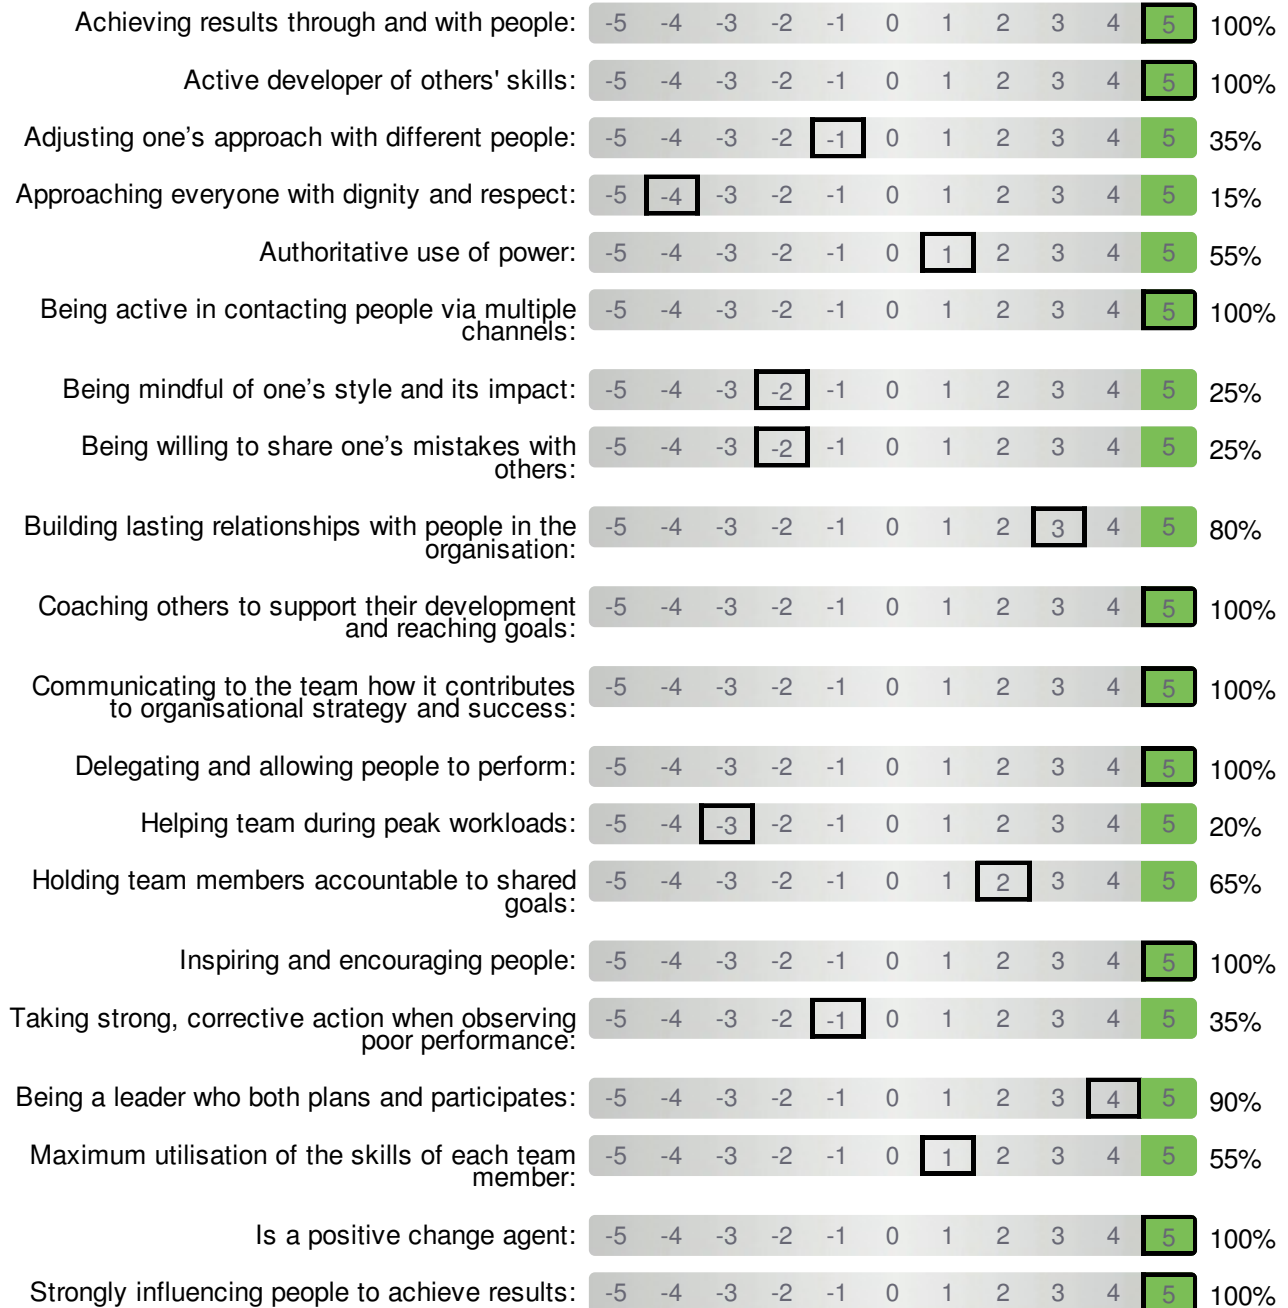 Achieving results through and with people: -5 -4 -3 -2 -1 0 1 2 3 4 5 100%
Active developer of others' skills: -5 -4 -3 -2 -1 0 1 2 3 4 5 100%
Adjusting one’s approach with different people: -5 -4 -3 -2 -1 0 1 2 3 4 5 35%
Approaching everyone with dignity and respect: -5 -4 -3 -2 -1 0 1 2 3 4 5 15%
Authoritative use of power: -5 -4 -3 -2 -1 0 1 2 3 4 5 55%
Being active in contacting people via multiple
channels: -5 -4 -3 -2 -1 0 1 2 3 4 5 100%
Being mindful of one’s style and its impact: -5 -4 -3 -2 -1 0 1 2 3 4 5 25%
Being willing to share one’s mistakes with
others: -5 -4 -3 -2 -1 0 1 2 3 4 5 25%
Building lasting relationships with people in the
organisation: -5 -4 -3 -2 -1 0 1 2 3 4 5 80%
Coaching others to support their development
and reaching goals: -5 -4 -3 -2 -1 0 1 2 3 4 5 100%
Communicating to the team how it contributes
to organisational strategy and success: -5 -4 -3 -2 -1 0 1 2 3 4 5 100%
Delegating and allowing people to perform: -5 -4 -3 -2 -1 0 1 2 3 4 5 100%
Helping team during peak workloads: -5 -4 -3 -2 -1 0 1 2 3 4 5 20%
Holding team members accountable to shared
goals: -5 -4 -3 -2 -1 0 1 2 3 4 5 65%
Inspiring and encouraging people: -5 -4 -3 -2 -1 0 1 2 3 4 5 100%
Taking strong, corrective action when observing
poor performance: -5 -4 -3 -2 -1 0 1 2 3 4 5 35%
Being a leader who both plans and participates: -5 -4 -3 -2 -1 0 1 2 3 4 5 90%
Maximum utilisation of the skills of each team
member: -5 -4 -3 -2 -1 0 1 2 3 4 5 55%
Is a positive change agent: -5 -4 -3 -2 -1 0 1 2 3 4 5 100%
Strongly influencing people to achieve results: -5 -4 -3 -2 -1 0 1 2 3 4 5 100%